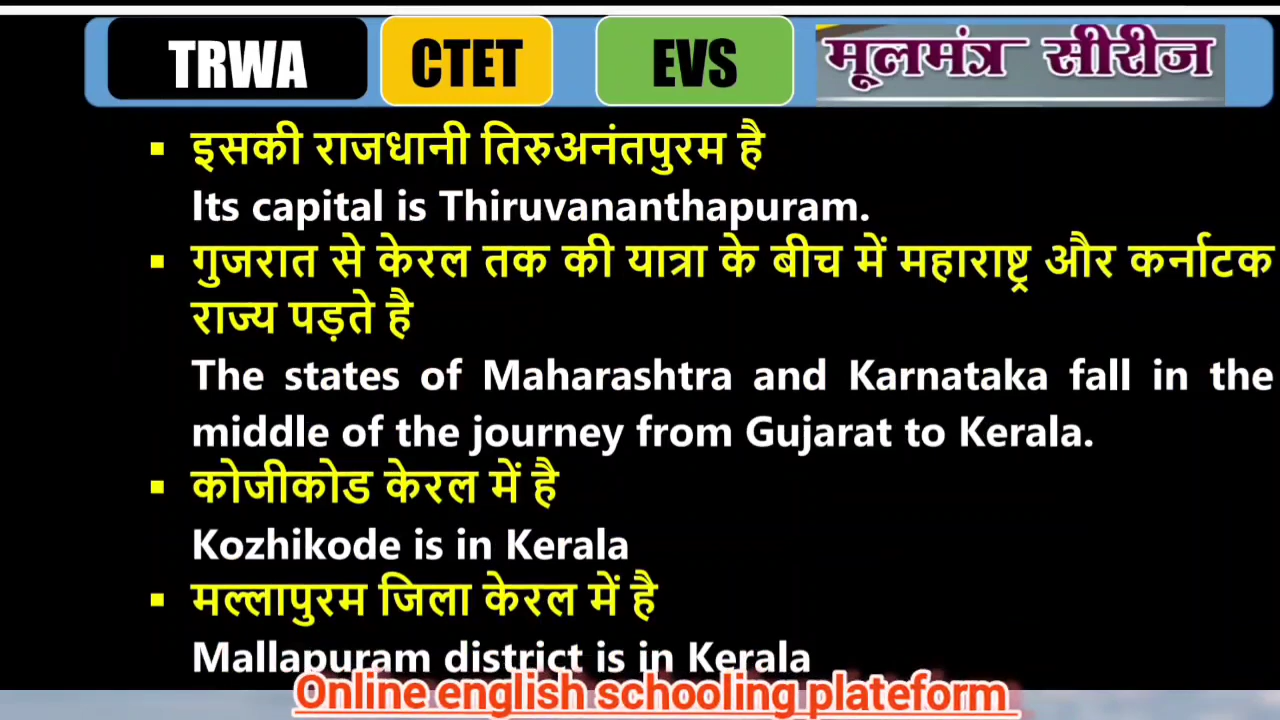 TRWA CTET EVS मूलमंत्र सीरीज
▪ इसकी राजधानी तिरुअनंतपुरम है
Its capital is Thiruvananthapuram.
▪ गुजरात से केरल तक की यात्रा के बीच में महाराष्ट्र और कर्नाटक
राज्य पड़ते है
The states of Maharashtra and Karnataka fall in the
middle of the journey from Gujarat to Kerala.
▪ कोजीकोड केरल में है
Kozhikode is in Kerala
▪ मल्लापुरम जिला केरल में है
Mallapuram district is in Kerala
Online english schooling plateform